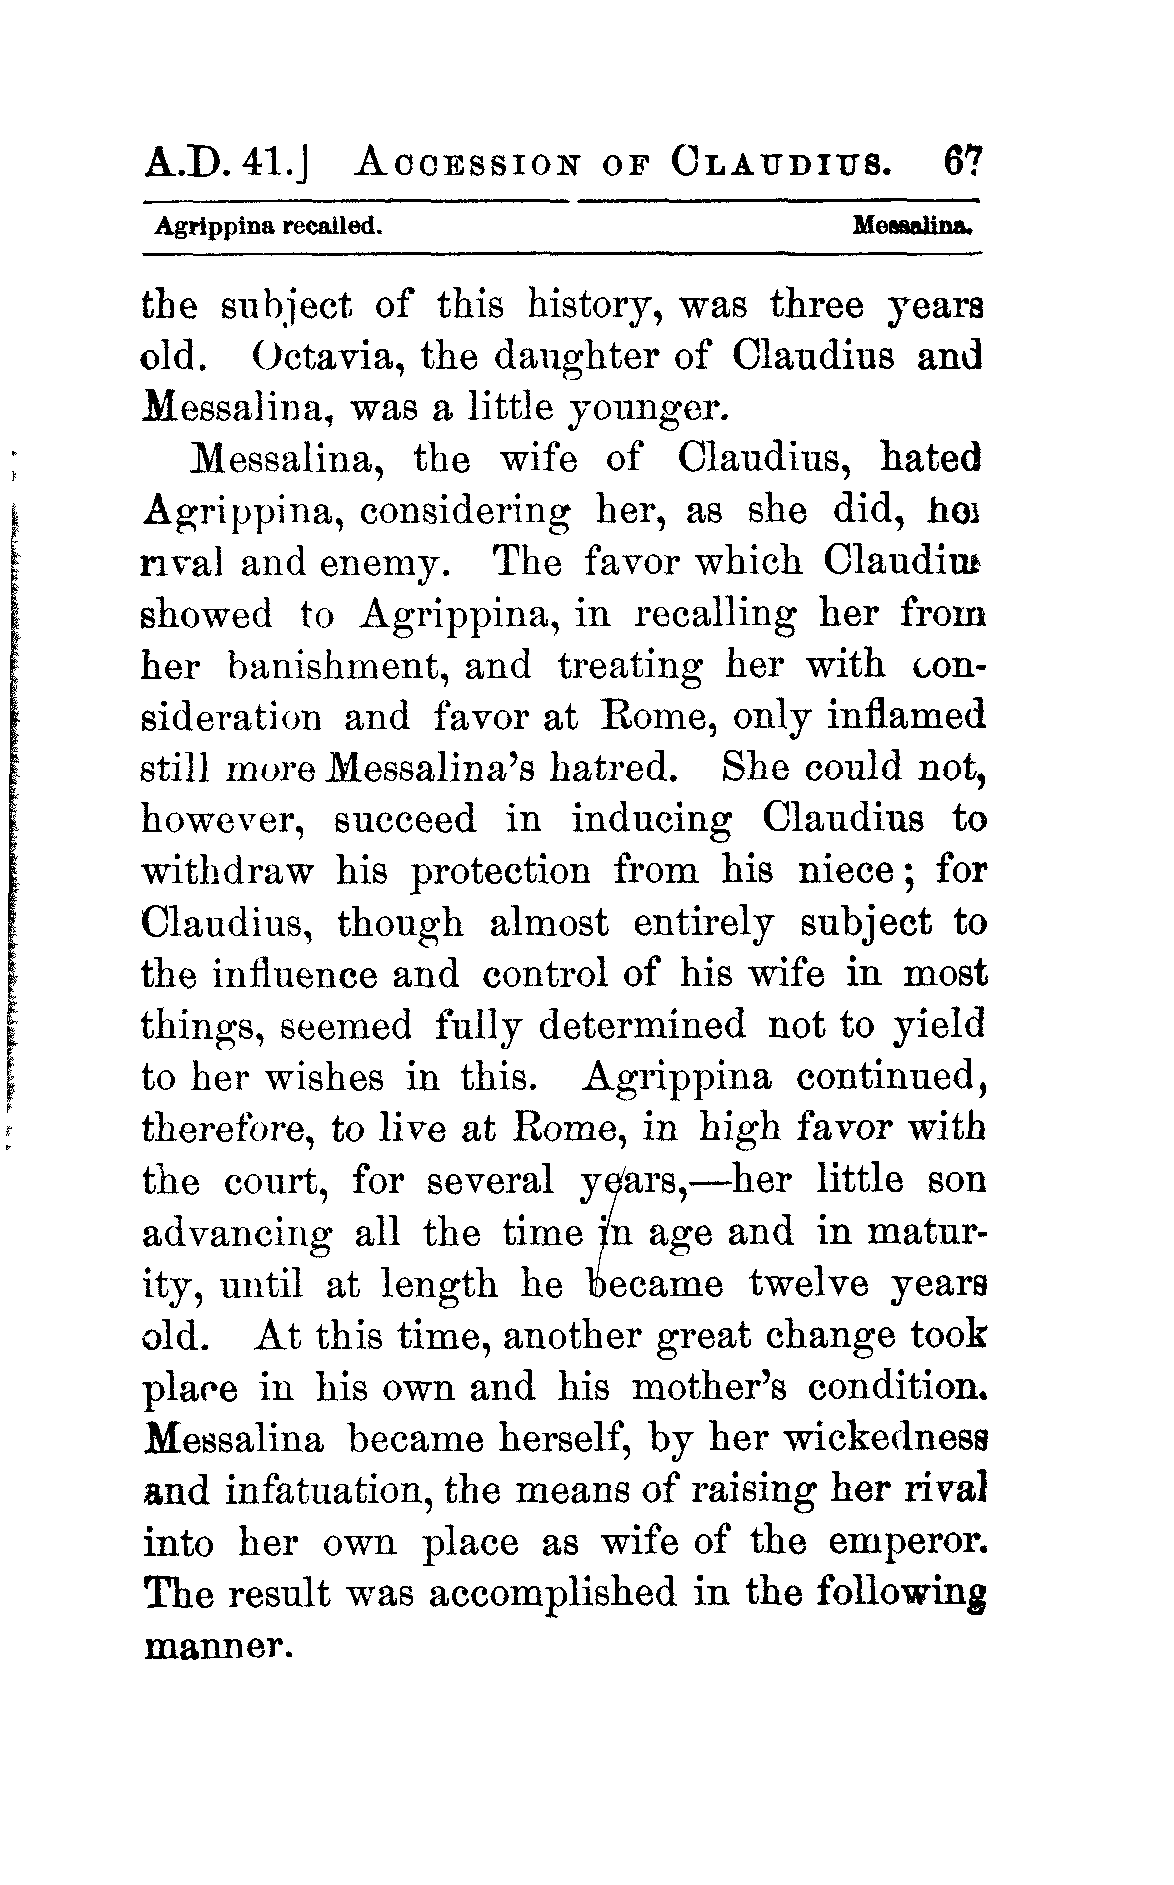 A.D. 41.] ACCESSION OF CLAUDIUS. 67
Agrippina recalled. Messalina.
the subject of this history, was three years
old. Octavia, the daughter of Claudius and
Messalina, was a little younger.
Messalina, the wife of Claudius, hated
Agrippina, considering her, as she did, her
rival and enemy. The favor which Claudius
showed to Agrippina, in recalling her from
her banishment, and treating her with con-
sideration and favor at Rome, only inflamed
still more Messalina's hatred. She could not,
however, succeed in inducing Claudius to
withdraw his protection from his niece; for
Claudius, though almost entirely subject to
the influence and control of his wife in most
things, seemed fully determined not to yield
to her wishes in this. Agrippina continued,
therefore, to live at Rome, in high favor with
the court, for several years,—her little son
advancing all the time in age and in matur-
ity, until at length he became twelve years
old. At this time, another great change took
place in his own and his mother's condition.
Messalina became herself, by her wickedness
and infatuation, the means of raising her rival
into her own place as wife of the emperor.
The result was accomplished in the following
manner.